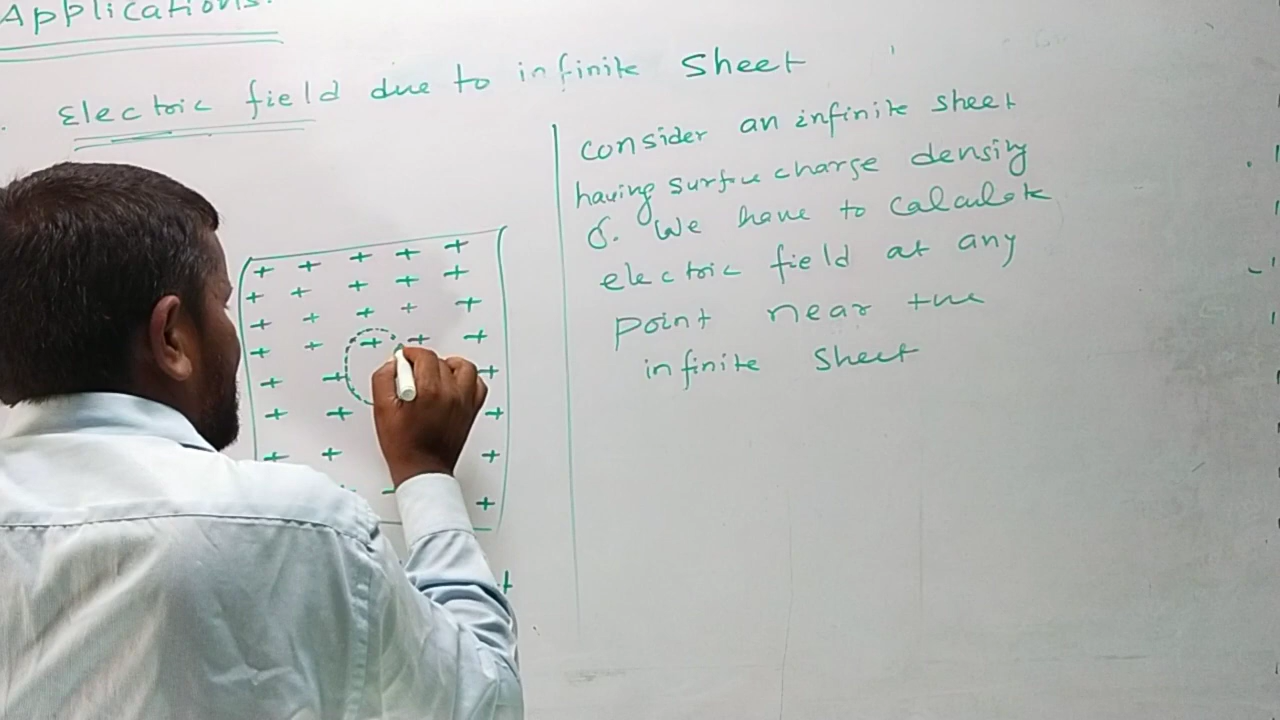 Applications.
Electric field due to infinite sheet
consider an infinite sheet
having surface charge density
σ. We have to calculate
electric field at any
point near the
infinite sheet